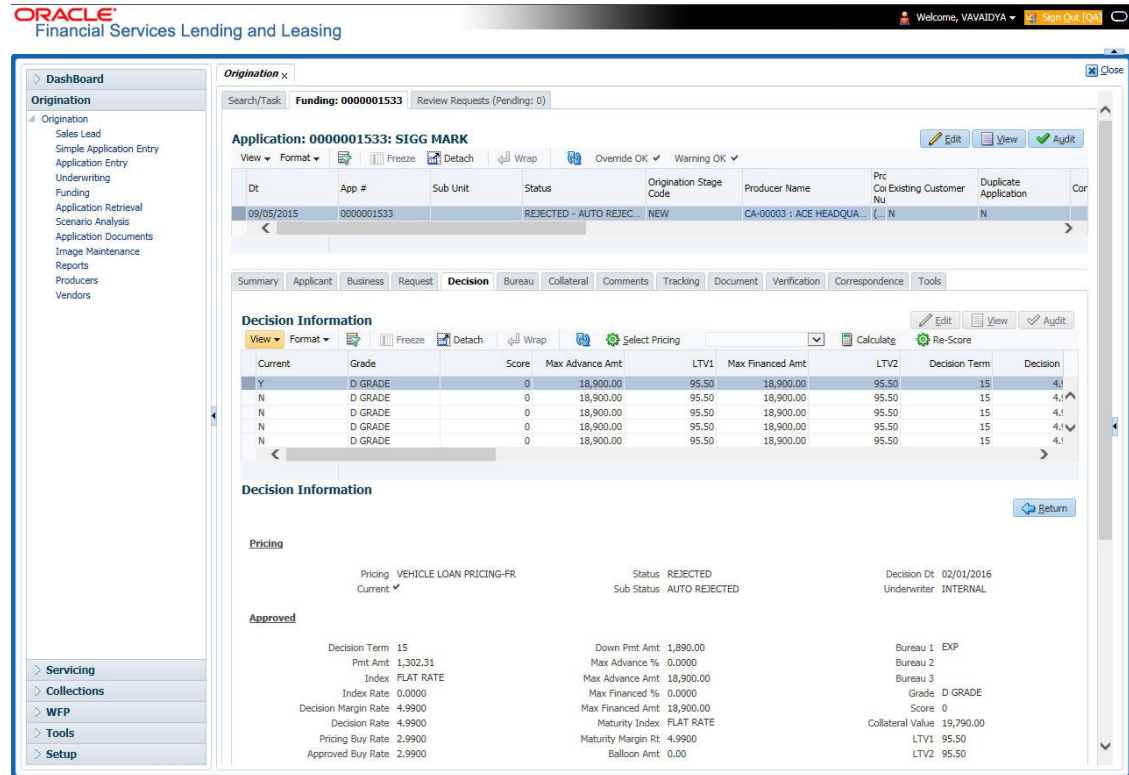 ORACLE
Financial Services Lending and Leasing
Welcome, VAVAIDYA Sign Out [QA]
Close
DashBoard
Origination
Origination
Sales Lead
Simple Application Entry
Application Entry
Underwriting
Funding
Application Retrieval
Scenario Analysis
Application Documents
Image Maintenance
Reports
Producers
Vendors
Servicing
Collections
WFP
Tools
Setup
Origination x
Search/Task Funding: 0000001533 Review Requests (Pending: 0)
Application: 0000001533: SIGG MARK
Edit View Audit
View Format Freeze Detach Wrap Override OK Warning OK
Dt App # Sub Unit Status Origination Stage Code Producer Name Existing Customer Duplicate Application
09/05/2015 0000001533 REJECTED - AUTO REJEC... NEW CA-00003 : ACE HEADQUA... (... N N
Summary Applicant Business Request Decision Bureau Collateral Comments Tracking Document Verification Correspondence Tools
Decision Information
Edit View Audit
View Format Freeze Detach Wrap Select Pricing Calculate Re-Score
Current Grade Score Max Advance Amt LTV1 Max Financed Amt LTV2 Decision Term Decision
Y D GRADE 0 18,900.00 95.50 18,900.00 95.50 15
N D GRADE 0 18,900.00 95.50 18,900.00 95.50 15
N D GRADE 0 18,900.00 95.50 18,900.00 95.50 15
N D GRADE 0 18,900.00 95.50 18,900.00 95.50 15
N D GRADE 0 18,900.00 95.50 18,900.00 95.50 15
Decision Information
Return
Pricing
Pricing VEHICLE LOAN PRICING-FR Status REJECTED Decision Dt 02/01/2016
Current Sub Status AUTO REJECTED Underwriter INTERNAL
Approved
Decision Term 15 Down Pmt Amt 1,890.00 Bureau 1 EXP
Pmt Amt 1,302.31 Max Advance % 0.0000 Bureau 2
Index FLAT RATE Max Advance Amt 18,900.00 Bureau 3
Index Rate 0.0000 Max Financed % 0.0000 Grade D GRADE
Decision Margin Rate 4.9900 Max Financed Amt 18,900.00 Score 0
Decision Rate 4.9900 Maturity Index FLAT RATE Collateral Value 19,790.00
Pricing Buy Rate 2.9900 Maturity Margin Rt 4.9900 LTV1 95.50
Approved Buy Rate 2.9900 Balloon Amt 0.00 LTV2 95.50